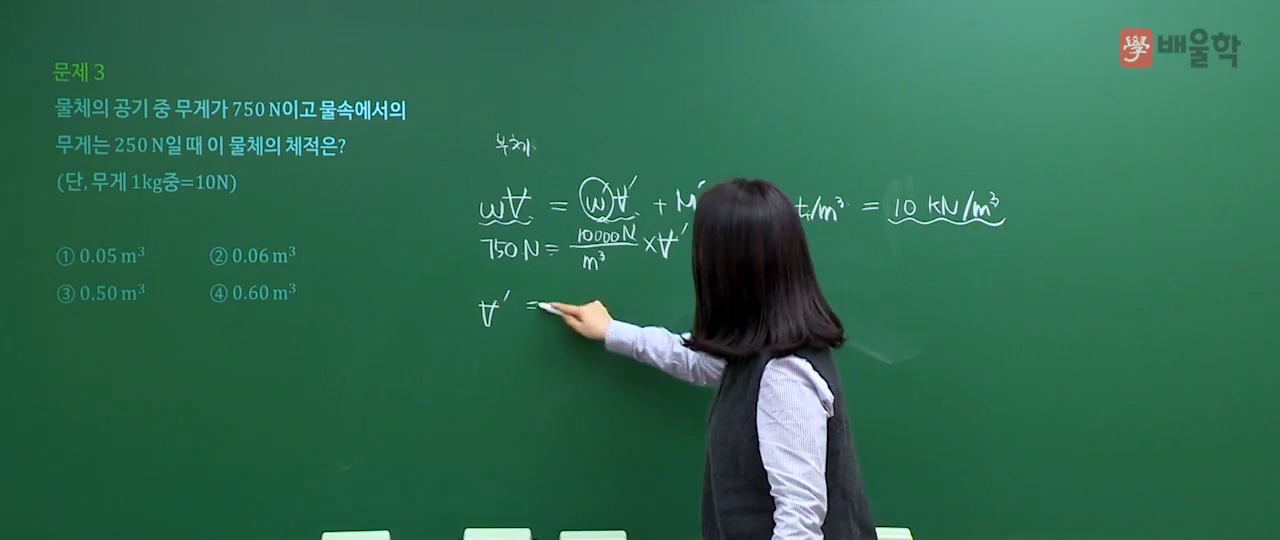 學 배울학
문제 3
물체의 공기 중 무게가 750 N이고 물속에서의
무게는 250 N일 때 이 물체의 체적은?
(단, 무게 1kg중=10N)
① 0.05 m³ ② 0.06 m³
③ 0.50 m³ ④ 0.60 m³
부체
w∀ = w'∀' + M' t/m³ = 10 KN/m³
750N = 10000N/m³ × ∀'
∀' =